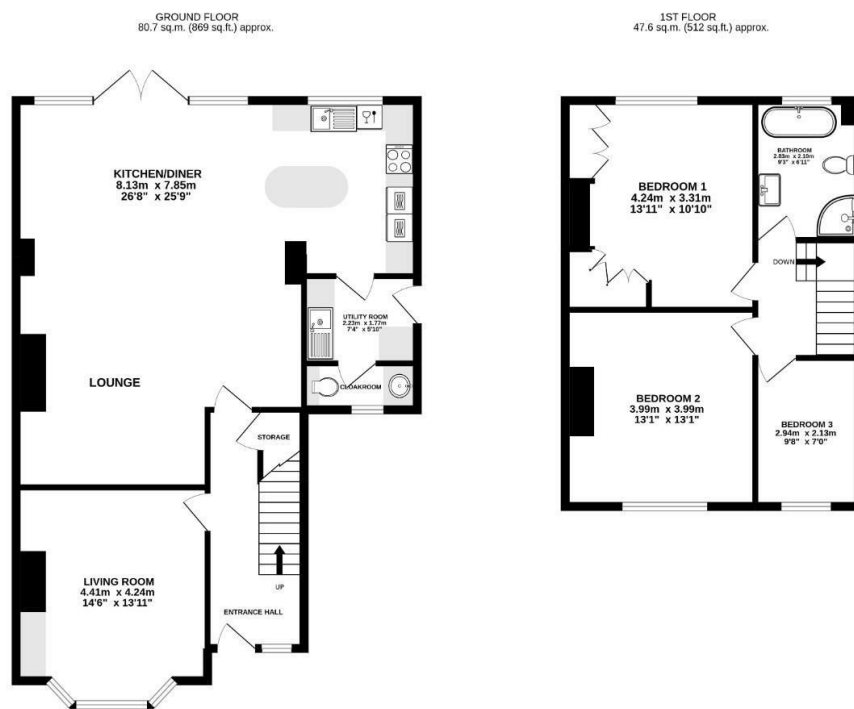 GROUND FLOOR
80.7 sq.m. (869 sq.ft.) approx.
1ST FLOOR
47.6 sq.m. (512 sq.ft.) approx.
KITCHEN/DINER
8.13m x 7.85m
26'8" x 25'9"
UTILITY ROOM
2.23m x 1.77m
7'4" x 5'10"
CLOAKROOM
LOUNGE
STORAGE
LIVING ROOM
4.41m x 4.24m
14'6" x 13'11"
UP
ENTRANCE HALL
BEDROOM 1
4.24m x 3.31m
13'11" x 10'10"
BATHROOM
2.83m x 2.10m
9'3" x 6'11"
DOWN
BEDROOM 2
3.99m x 3.99m
13'1" x 13'1"
BEDROOM 3
2.94m x 2.13m
9'8" x 7'0"